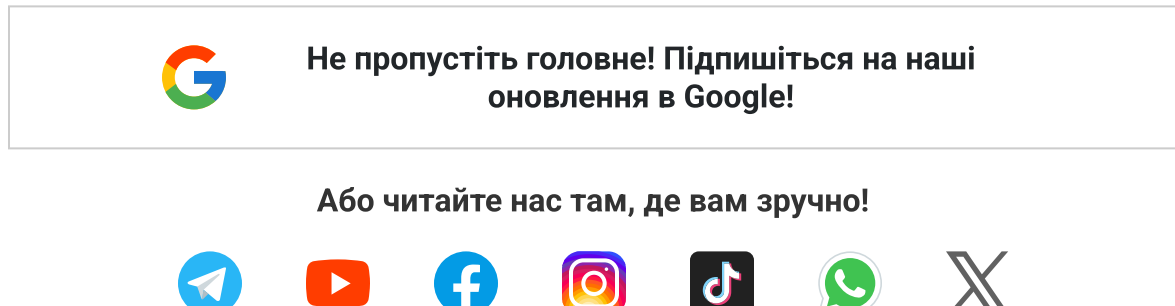 Не пропустіть головне! Підпишіться на наші
оновлення в Google!
Або читайте нас там, де вам зручно!